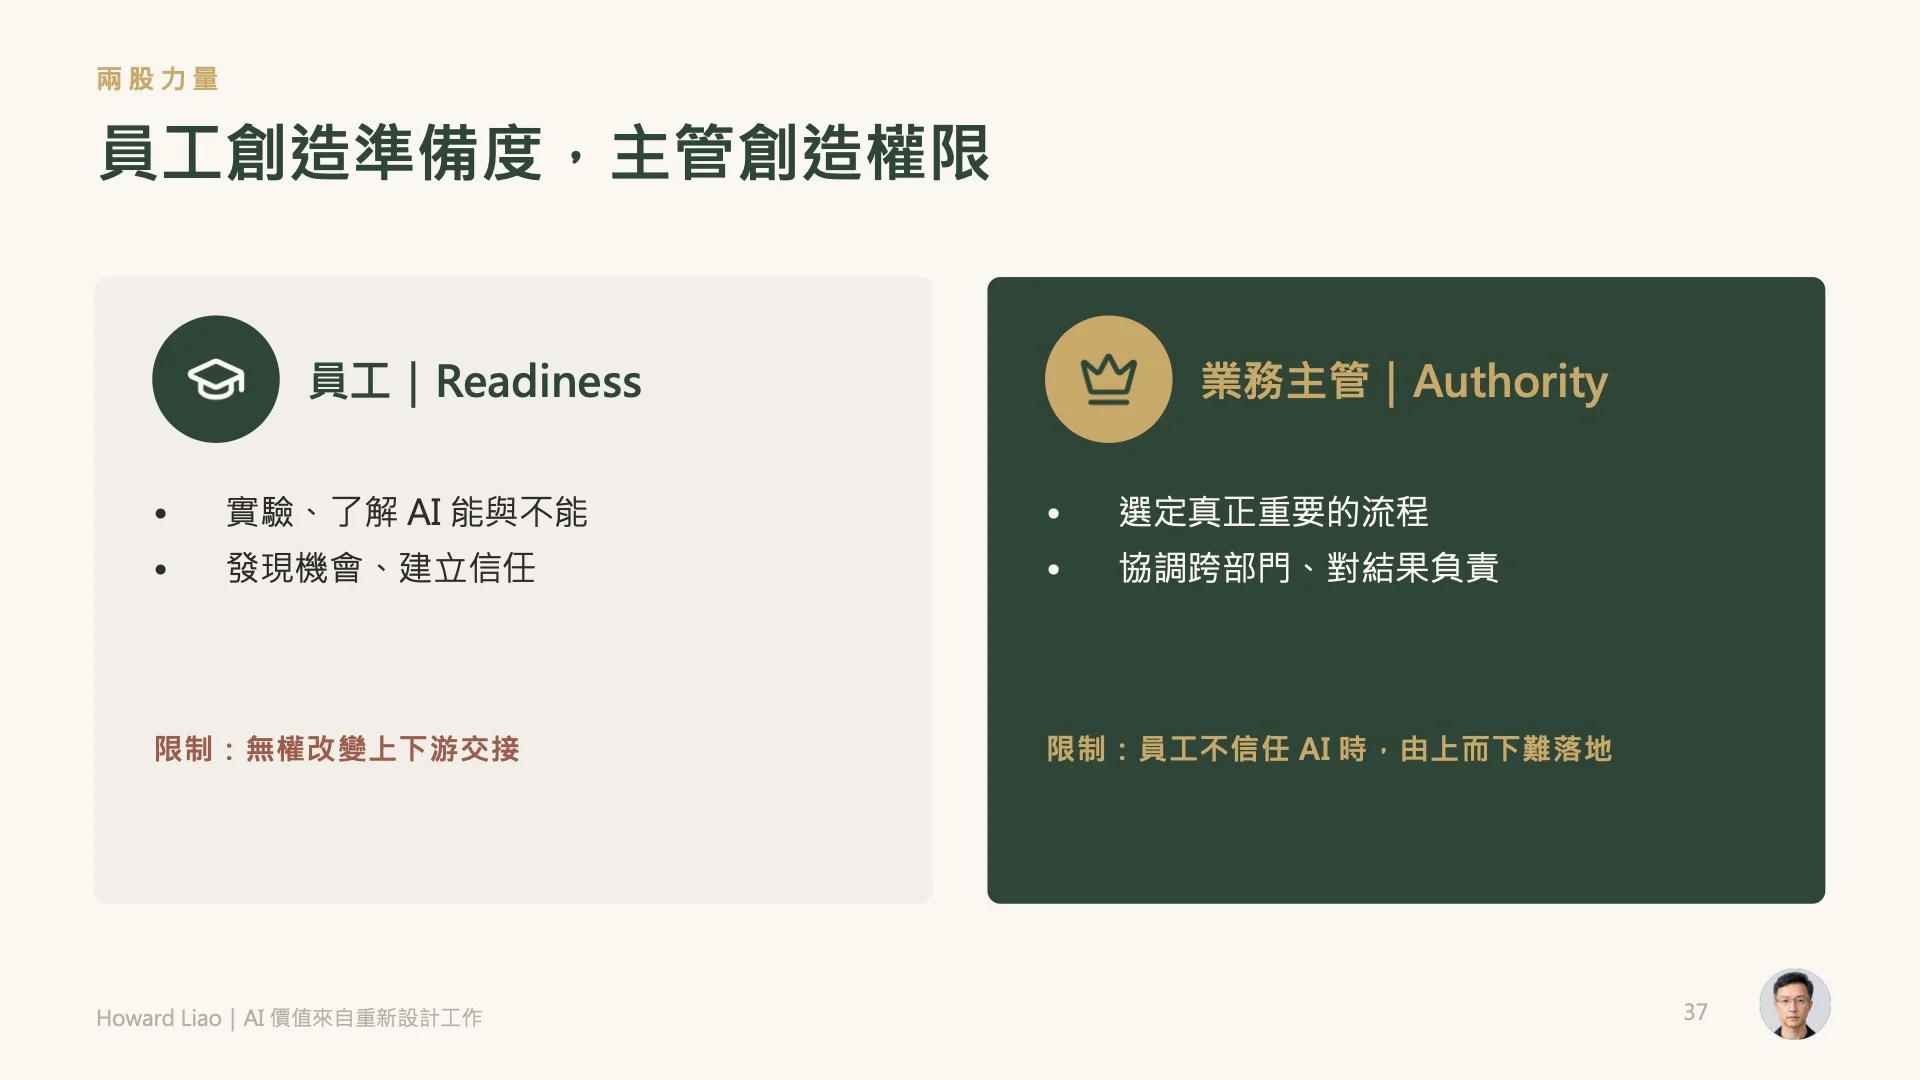 兩股力量
員工創造準備度，主管創造權限
員工｜Readiness
• 實驗、了解 AI 能與不能
• 發現機會、建立信任
限制：無權改變上下游交接
業務主管｜Authority
• 選定真正重要的流程
• 協調跨部門、對結果負責
限制：員工不信任 AI 時，由上而下難落地
Howard Liao｜AI 價值來自重新設計工作
37